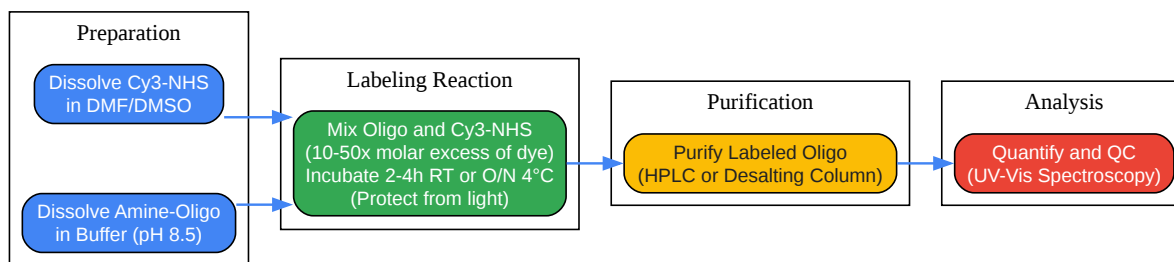 Preparation
Dissolve Cy3-NHS
in DMF/DMSO
Dissolve Amine-Oligo
in Buffer (pH 8.5)
Labeling Reaction
Mix Oligo and Cy3-NHS
(10-50x molar excess of dye)
Incubate 2-4h RT or O/N 4°C
(Protect from light)
Purification
Purify Labeled Oligo
(HPLC or Desalting Column)
Analysis
Quantify and QC
(UV-Vis Spectroscopy)